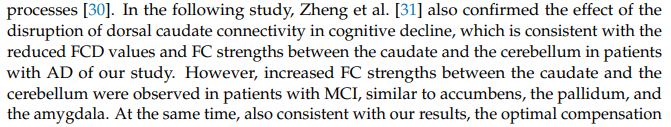 processes [30]. In the following study, Zheng et al. [31] also confirmed the effect of the
disruption of dorsal caudate connectivity in cognitive decline, which is consistent with the
reduced FCD values and FC strengths between the caudate and the cerebellum in patients
with AD of our study. However, increased FC strengths between the caudate and the
cerebellum were observed in patients with MCI, similar to accumbens, the pallidum, and
the amygdala. At the same time, also consistent with our results, the optimal compensation